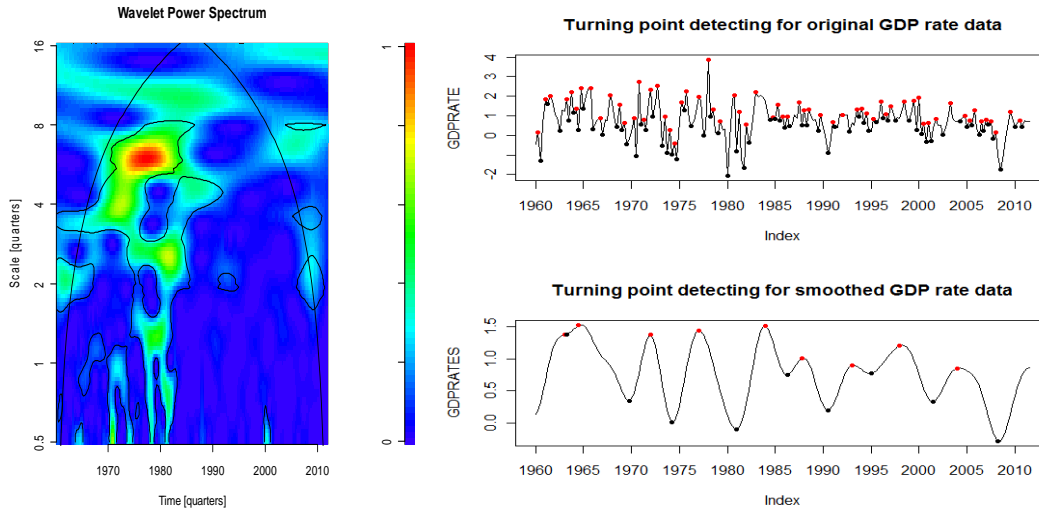 Wavelet Power Spectrum
Scale [quarters]
16
8
4
2
1
0.5
1970 1980 1990 2000 2010
Time [quarters]
1
0
Turning point detecting for original GDP rate data
GDPRATE
4
3
2
1
0
-2
1960 1965 1970 1975 1980 1985 1990 1995 2000 2005 2010
Index
Turning point detecting for smoothed GDP rate data
GDPRATES
1.5
1.0
0.5
0.0
1960 1965 1970 1975 1980 1985 1990 1995 2000 2005 2010
Index